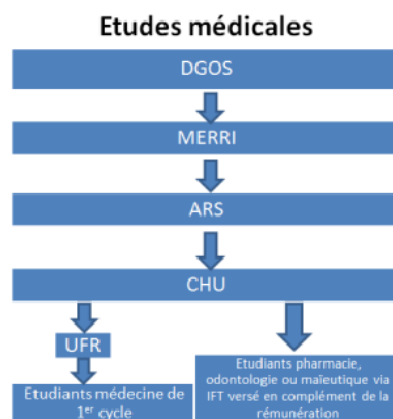 Etudes médicales
DGOS
MERRI
ARS
CHU
UFR
Etudiants médecine de
1er cycle
Etudiants pharmacie,
odontologie ou maïeutique via
IFT versé en complément de la
rémunération